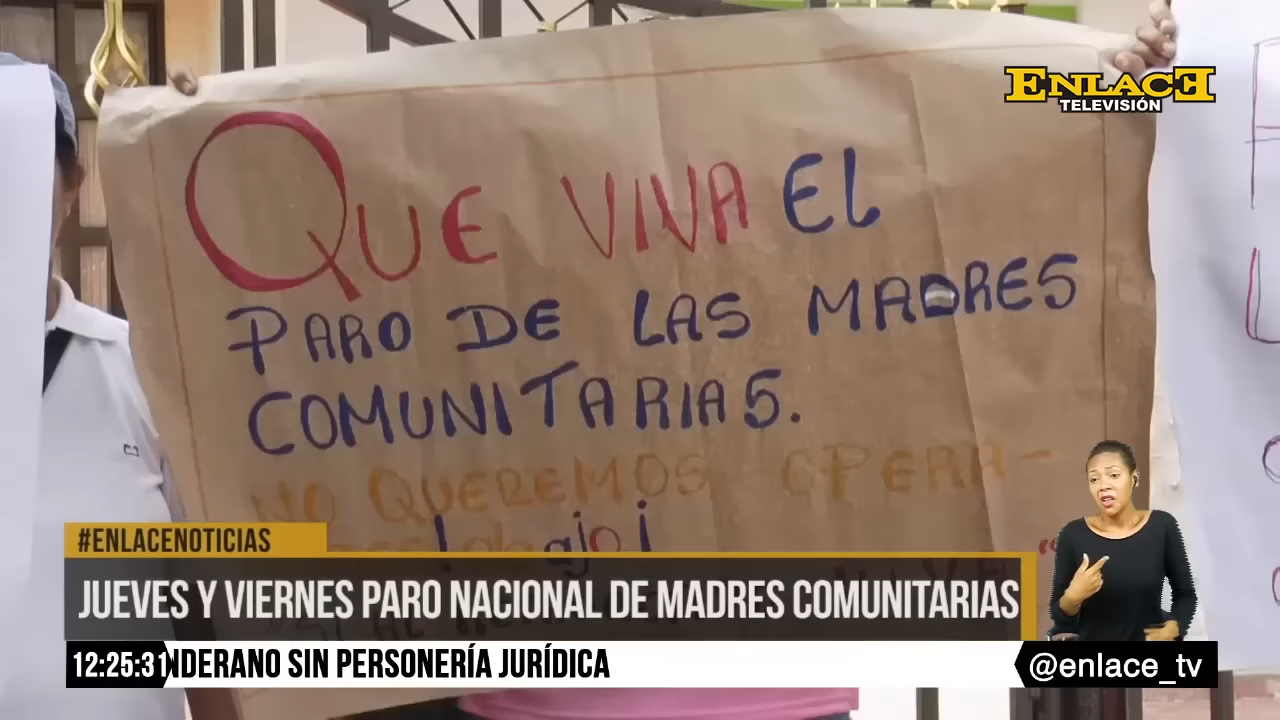 ENLACE
TELEVISIÓN
QUE VIVA EL
PARO DE LAS MADRES
COMUNITARIAS.
NO QUEREMOS OPERA-
#ENLACENOTICIAS
JUEVES Y VIERNES PARO NACIONAL DE MADRES COMUNITARIAS
12:25:31 NDERANO SIN PERSONERÍA JURÍDICA
@enlace_tv